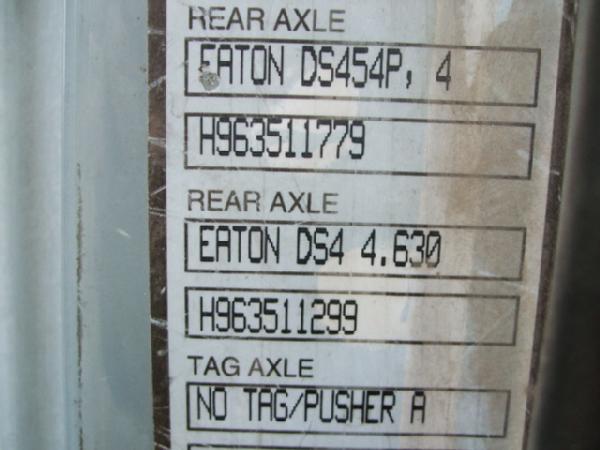 REAR AXLE
EATON DS454P, 4
H963511779
REAR AXLE
EATON DS4 4.630
H963511299
TAG AXLE
NO TAG/PUSHER A